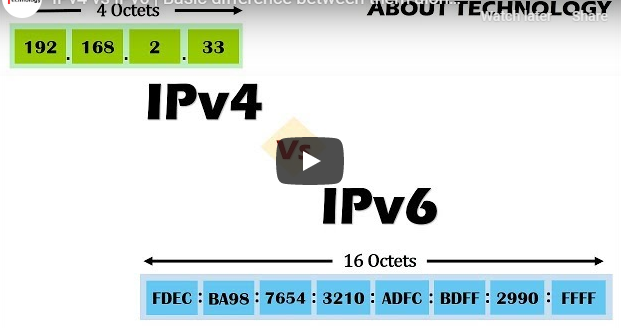 IPv4 vs IPv6 | Basic difference between them
ABOUT TECHNOLOGY
Watch later
Share
4 Octets
192 . 168 . 2 . 33
IPv4
Vs
IPv6
16 Octets
FDEC : BA98 : 7654 : 3210 : ADFC : BDFF : 2990 : FFFF